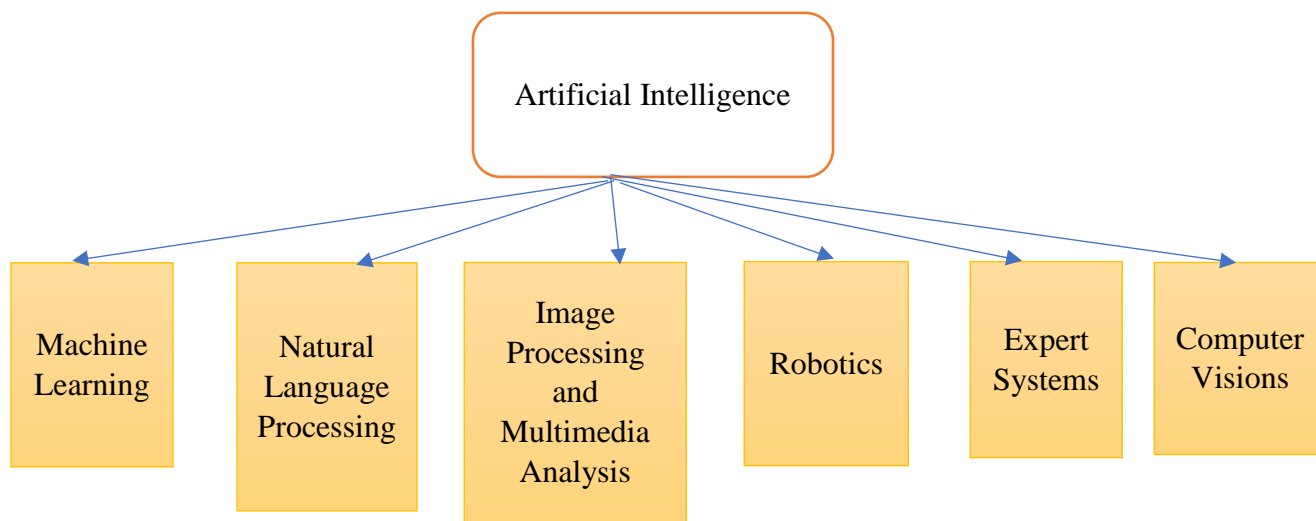 Artificial Intelligence
Machine
Learning
Natural
Language
Processing
Image
Processing
and
Multimedia
Analysis
Robotics
Expert
Systems
Computer
Visions